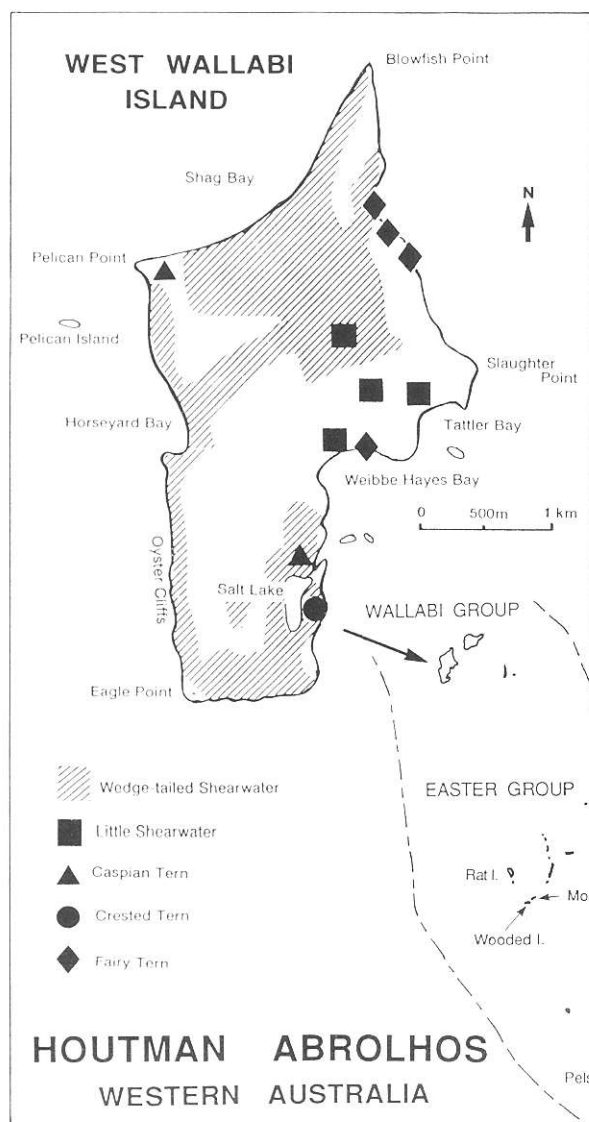 WEST WALLABI
ISLAND
Blowfish Point
Shag Bay
N
Pelican Point
Pelican Island
Slaughter
Point
Horseyard Bay
Tattler Bay
Weibbe Hayes Bay
0 500m 1 km
Oyster Cliffs
Salt Lake
WALLABI GROUP
Eagle Point
Wedge-tailed Shearwater
EASTER GROUP
Little Shearwater
Caspian Tern
Rat I.
Mo
Crested Tern
Wooded I.
Fairy Tern
HOUTMAN ABROLHOS
Pels
WESTERN AUSTRALIA